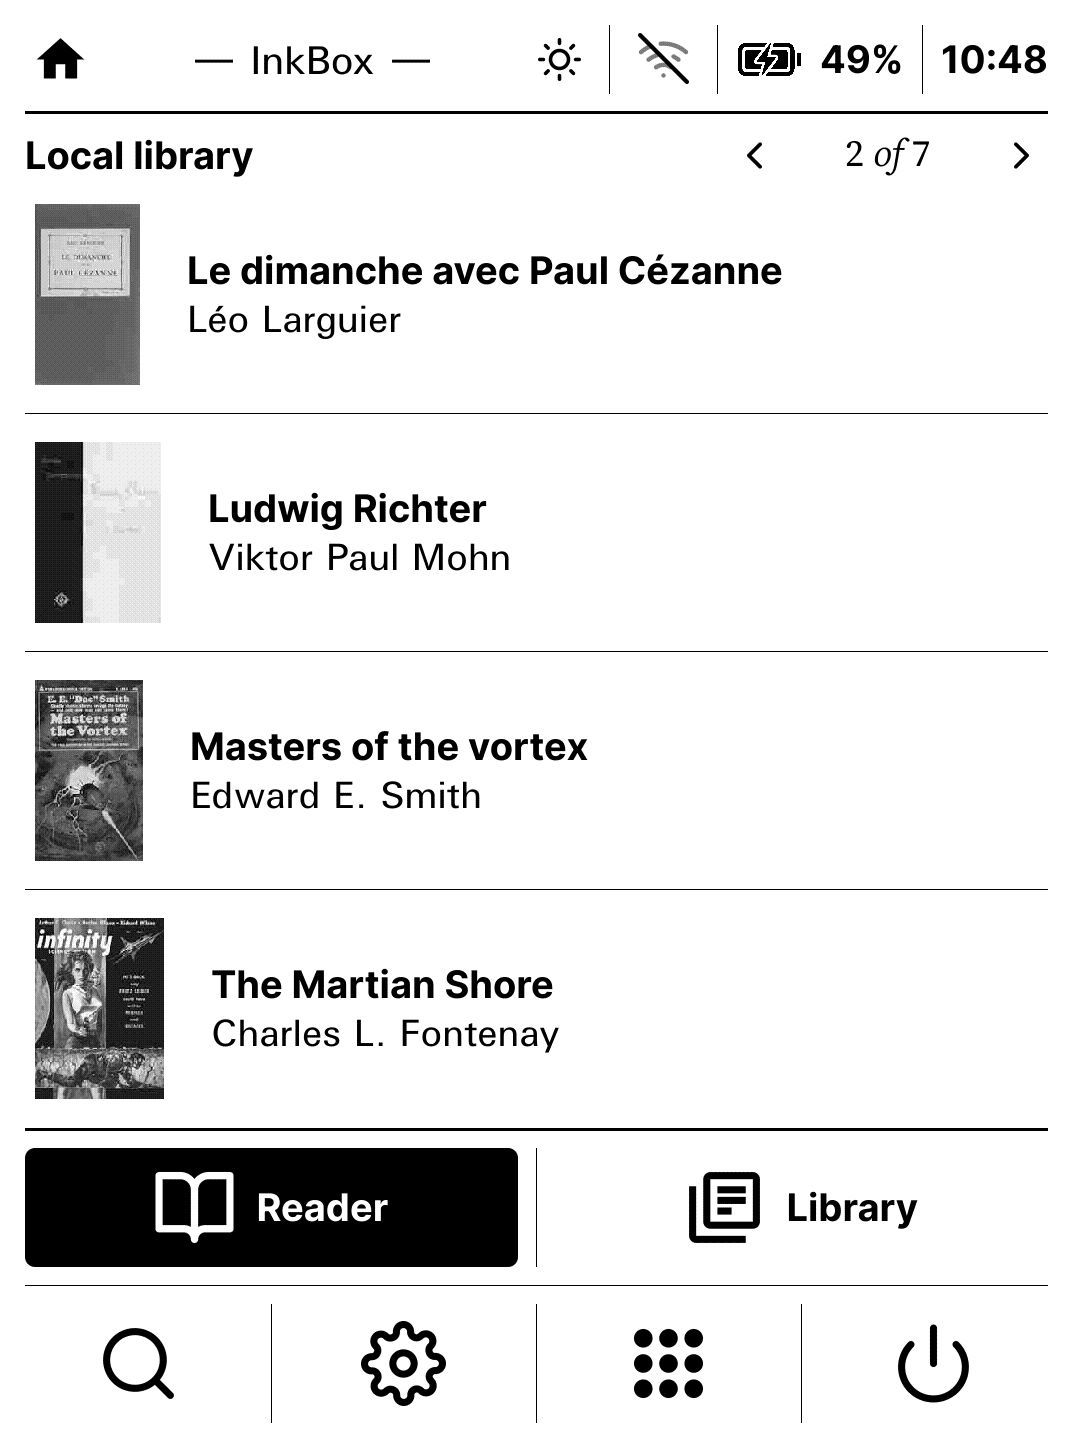 — InkBox —
49%
10:48
Local library
2 of 7
LE DIMANCHE
PAUL CÉZANNE
Le dimanche avec Paul Cézanne
Léo Larguier
Ludwig Richter
Viktor Paul Mohn
E. E. "Doc" Smith
Masters of
the Vortex
Masters of the vortex
Edward E. Smith
infinity
The Martian Shore
Charles L. Fontenay
Reader
Library